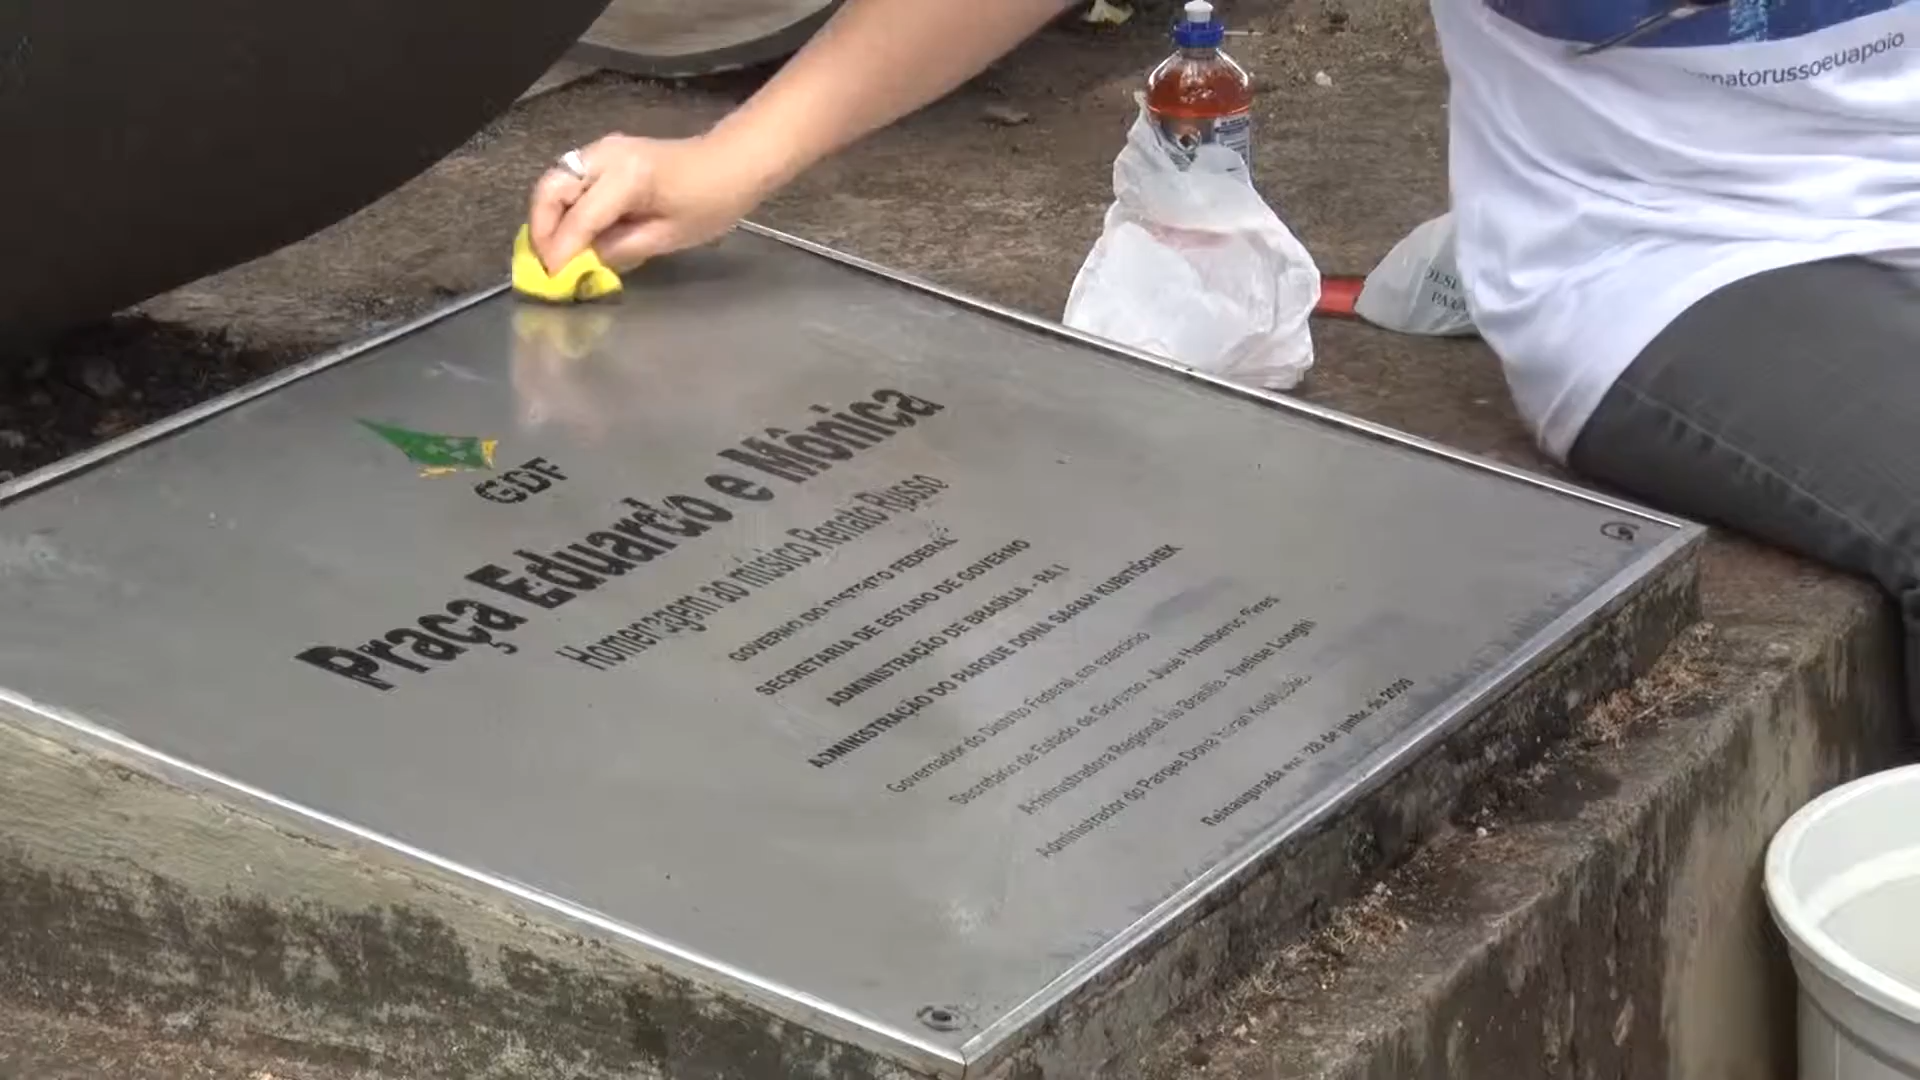 natorussoeuapoio
GDF
Praça Eduardo e Mônica
Homenagem ao músico Renato Russo
GOVERNO DO DISTRITO FEDERAL
SECRETARIA DE ESTADO DE GOVERNO
ADMINISTRAÇÃO DE BRASÍLIA - RA I
ADMINISTRAÇÃO DO PARQUE DONA SARAH KUBITSCHEK
Governador do Distrito Federal, em exercício
Secretário de Estado de Governo - José Humberto Pires
Administradora Regional de Brasília - Ivelise Longhi
Administrador do Parque Dona Sarah Kubitschek
Reinaugurada em 28 de junho de 2009